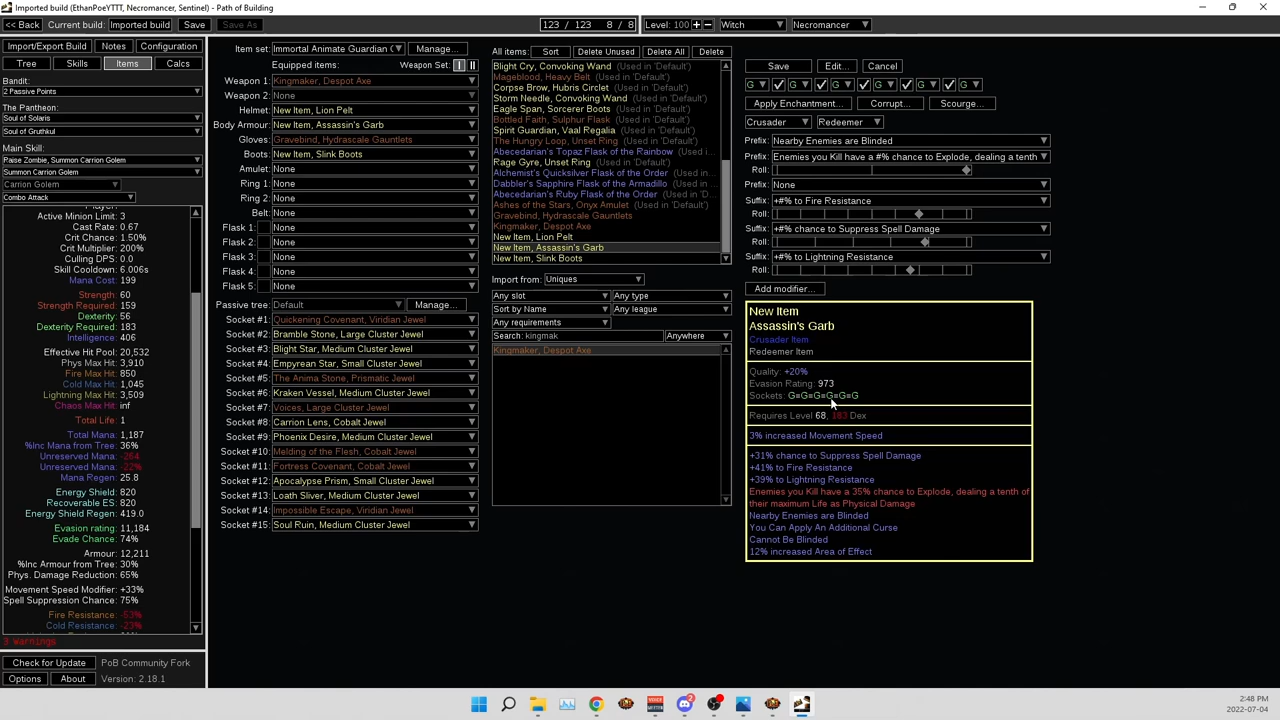 Imported build (EthanPoeYTTT, Necromancer, Sentinel) - Path of Building
<< Back Current build: Imported build Save Save As 123 / 123 8 / 8 Level: 100 + - Witch Necromancer
Import/Export Build Notes Configuration
Tree Skills Items Calcs
Bandit:
2 Passive Points
The Pantheon:
Soul of Solaris
Soul of Gruthkul
Main Skill:
Raise Zombie, Summon Carrion Golem
Summon Carrion Golem
Carrion Golem
Combo Attack
Active Minion Limit: 3
Cast Rate: 0.67
Crit Chance: 1.50%
Crit Multiplier: 200%
Culling DPS: 0.0
Skill Cooldown: 6.006s
Mana Cost: 199
Strength: 60
Strength Required: 159
Dexterity: 56
Dexterity Required: 183
Intelligence: 406
Effective Hit Pool: 20,532
Phys Max Hit: 3,910
Fire Max Hit: 850
Cold Max Hit: 1,045
Lightning Max Hit: 3,509
Chaos Max Hit: inf
Total Life: 1
Total Mana: 1,187
%Inc Mana from Tree: 36%
Unreserved Mana: -264
Unreserved Mana: -22%
Mana Regen: 25.8
Energy Shield: 820
Recoverable ES: 820
Energy Shield Regen: 419.0
Evasion rating: 11,184
Evade Chance: 74%
Armour: 12,211
%Inc Armour from Tree: 30%
Phys. Damage Reduction: 65%
Movement Speed Modifier: +33%
Spell Suppression Chance: 75%
Fire Resistance: -53%
Cold Resistance: -23%
3 Warnings
Check for Update PoB Community Fork
Options About Version: 2.18.1
Item set: Immortal Animate Guardian ( Manage...
Equipped items: Weapon Set: I II
Weapon 1: Kingmaker, Despot Axe
Weapon 2: None
Helmet: New Item, Lion Pelt
Body Armour: New Item, Assassin's Garb
Gloves: Gravebind, Hydrascale Gauntlets
Boots: New Item, Slink Boots
Amulet: None
Ring 1: None
Ring 2: None
Belt: None
Flask 1: None
Flask 2: None
Flask 3: None
Flask 4: None
Flask 5: None
Passive tree: Default Manage...
Socket #1: Quickening Covenant, Viridian Jewel
Socket #2: Bramble Stone, Large Cluster Jewel
Socket #3: Blight Star, Medium Cluster Jewel
Socket #4: Empyrean Star, Small Cluster Jewel
Socket #5: The Anima Stone, Prismatic Jewel
Socket #6: Kraken Vessel, Medium Cluster Jewel
Socket #7: Voices, Large Cluster Jewel
Socket #8: Carrion Lens, Cobalt Jewel
Socket #9: Phoenix Desire, Medium Cluster Jewel
Socket #10: Melding of the Flesh, Cobalt Jewel
Socket #11: Fortress Covenant, Cobalt Jewel
Socket #12: Apocalypse Prism, Small Cluster Jewel
Socket #13: Loath Sliver, Medium Cluster Jewel
Socket #14: Impossible Escape, Viridian Jewel
Socket #15: Soul Ruin, Medium Cluster Jewel
All items: Sort Delete Unused Delete All Delete
Blight Cry, Convoking Wand (Used in 'Default')
Mageblood, Heavy Belt (Used in 'Default')
Corpse Brow, Hubris Circlet (Used in 'Default')
Storm Needle, Convoking Wand (Used in 'Default')
Eagle Span, Sorcerer Boots (Used in 'Default')
Bottled Faith, Sulphur Flask (Used in 'Default')
Spirit Guardian, Vaal Regalia (Used in 'Default')
The Hungry Loop, Unset Ring (Used in 'Default')
Abecedarian's Topaz Flask of the Rainbow (Used i...
Rage Gyre, Unset Ring (Used in 'Default')
Alchemist's Quicksilver Flask of the Order (Used in...
Dabbler's Sapphire Flask of the Armadillo (Used in...
Abecedarian's Ruby Flask of the Order (Used in '...
Ashes of the Stars, Onyx Amulet (Used in 'Default')
Gravebind, Hydrascale Gauntlets
Kingmaker, Despot Axe
New Item, Lion Pelt
New Item, Assassin's Garb
New Item, Slink Boots
Import from: Uniques
Any slot Any type
Sort by Name Any league
Any requirements
Search: kingmak Anywhere
Kingmaker, Despot Axe
Save Edit... Cancel
G G G G G G
Apply Enchantment... Corrupt... Scourge...
Crusader Redeemer
Prefix: Nearby Enemies are Blinded
Prefix: Enemies you Kill have a #% chance to Explode, dealing a tenth
Roll:
Prefix: None
Suffix: +#% to Fire Resistance
Roll:
Suffix: +#% chance to Suppress Spell Damage
Roll:
Suffix: +#% to Lightning Resistance
Roll:
Add modifier...
New Item
Assassin's Garb
Crusader Item
Redeemer Item
Quality: +20%
Evasion Rating: 973
Sockets: G=G=G=G=G=G
Requires Level 68, 183 Dex
3% increased Movement Speed
+31% chance to Suppress Spell Damage
+41% to Fire Resistance
+39% to Lightning Resistance
Enemies you Kill have a 35% chance to Explode, dealing a tenth of
their maximum Life as Physical Damage
Nearby Enemies are Blinded
You Can Apply An Additional Curse
Cannot Be Blinded
12% increased Area of Effect
2:48 PM
2022-07-04